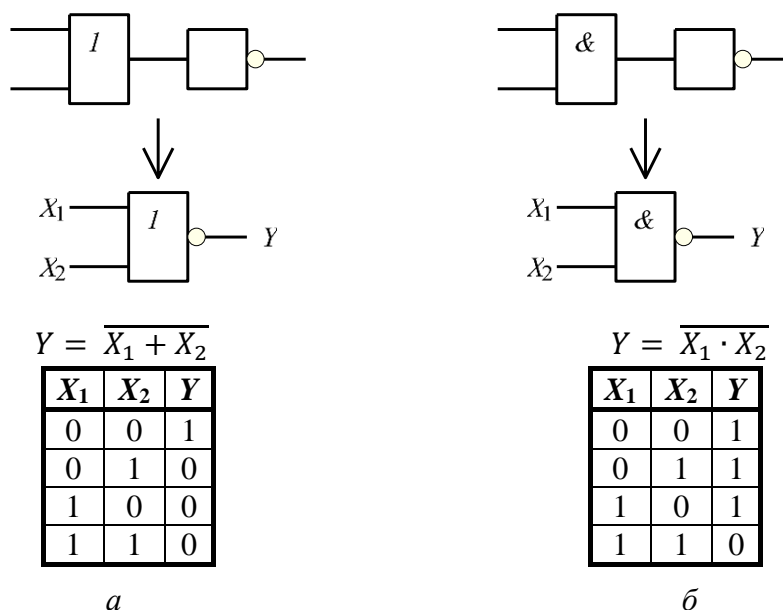 1 &
X₁ 1 Y X₁ & Y
X₂ X₂
Y = \overline{X₁ + X₂} Y = \overline{X₁ · X₂}
X₁ X₂ Y X₁ X₂ Y
0 0 1 0 0 1
0 1 0 0 1 1
1 0 0 1 0 1
1 1 0 1 1 0
а б